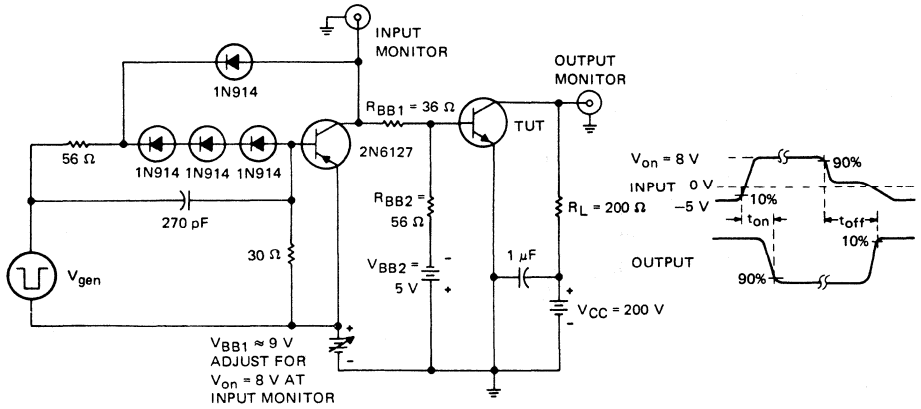 INPUT
MONITOR
OUTPUT
MONITOR
1N914
R_BB1 = 36 Ω
TUT
56 Ω
1N914 1N914 1N914
2N6127
270 pF
R_BB2 =
56 Ω
R_L = 200 Ω
30 Ω
V_gen
V_BB2 =
5 V
-
+
1 μF
+
-
V_CC = 200 V
+
-
V_BB1 ≈ 9 V
ADJUST FOR
V_on = 8 V AT
INPUT MONITOR
V_on = 8 V
90%
INPUT 0 V
10%
-5 V
t_on
t_off
10%
OUTPUT
90%